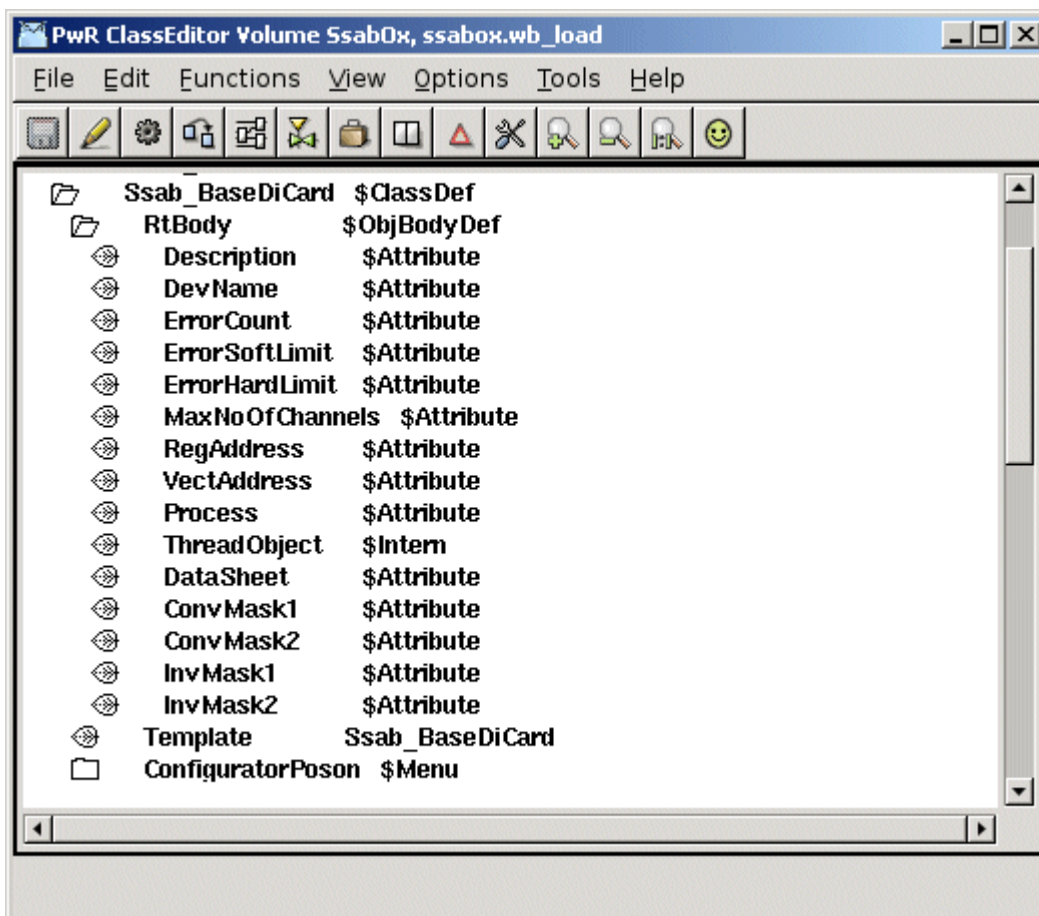 PwR ClassEditor Volume SsabOx, ssabox.wb_load
File Edit Functions View Options Tools Help
Ssab_BaseDiCard $ClassDef
RtBody $ObjBodyDef
Description $Attribute
DevName $Attribute
ErrorCount $Attribute
ErrorSoftLimit $Attribute
ErrorHardLimit $Attribute
MaxNoOfChannels $Attribute
RegAddress $Attribute
VectAddress $Attribute
Process $Attribute
ThreadObject $Intern
DataSheet $Attribute
ConvMask1 $Attribute
ConvMask2 $Attribute
InvMask1 $Attribute
InvMask2 $Attribute
Template Ssab_BaseDiCard
ConfiguratorPoson $Menu